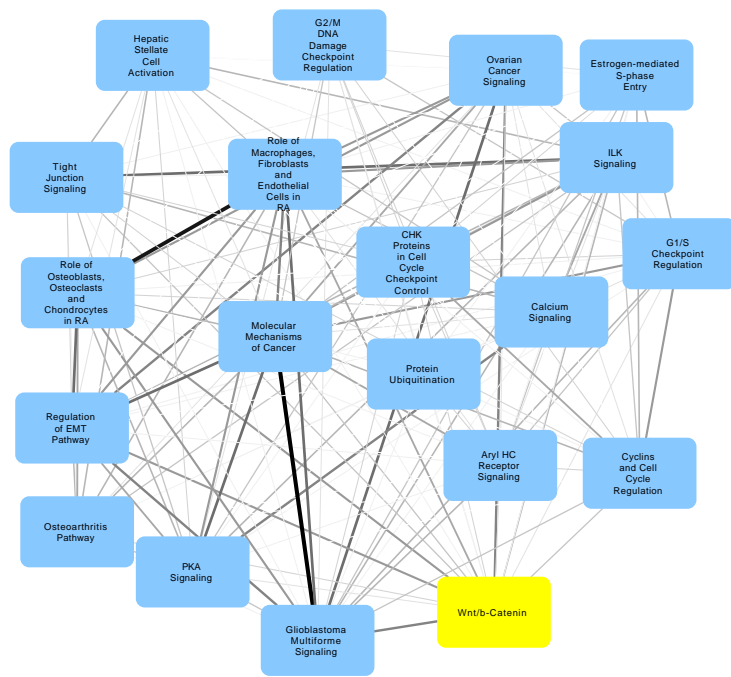 Hepatic
Stellate
Cell
Activation
G2/M
DNA
Damage
Checkpoint
Regulation
Ovarian
Cancer
Signaling
Estrogen-mediated
S-phase
Entry
Tight
Junction
Signaling
Role of
Macrophages,
Fibroblasts
and
Endothelial
Cells in
RA
ILK
Signaling
Role of
Osteoblasts,
Osteoclasts
and
Chondrocytes
in RA
CHK
Proteins
in Cell
Cycle
Checkpoint
Control
G1/S
Checkpoint
Regulation
Molecular
Mechanisms
of Cancer
Calcium
Signaling
Protein
Ubiquitination
Regulation
of EMT
Pathway
Aryl HC
Receptor
Signaling
Cyclins
and Cell
Cycle
Regulation
Osteoarthritis
Pathway
PKA
Signaling
Glioblastoma
Multiforme
Signaling
Wnt/b-Catenin